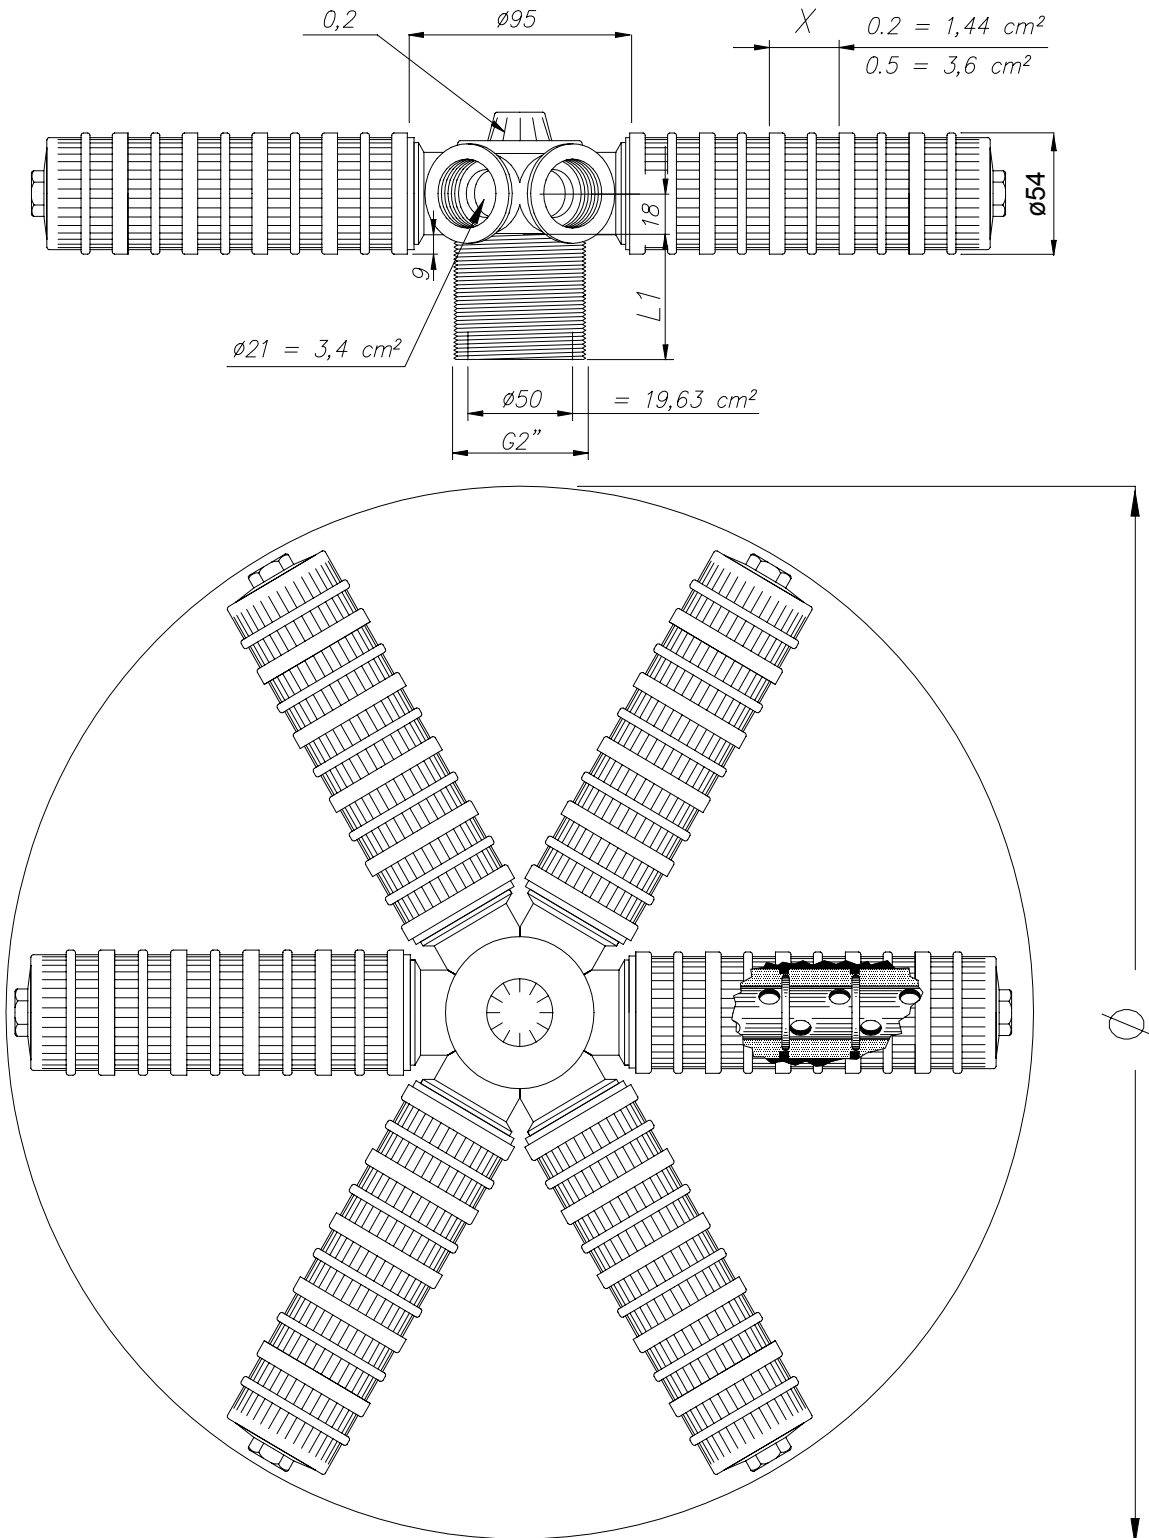 0,2
ø95
X
0.2 = 1,44 cm²
0.5 = 3,6 cm²
ø54
18
9
L1
ø21 = 3,4 cm²
ø50 = 19,63 cm²
G2”
Ø